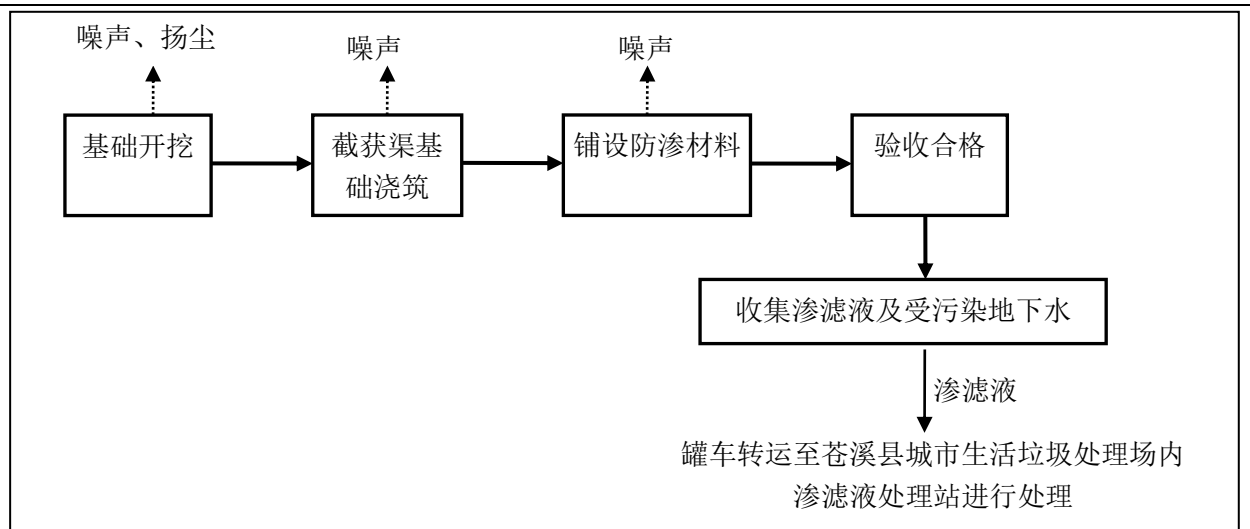 噪声、扬尘
噪声
噪声
基础开挖
截获渠基
础浇筑
铺设防渗材料
验收合格
收集渗滤液及受污染地下水
渗滤液
罐车转运至苍溪县城市生活垃圾处理场内
渗滤液处理站进行处理